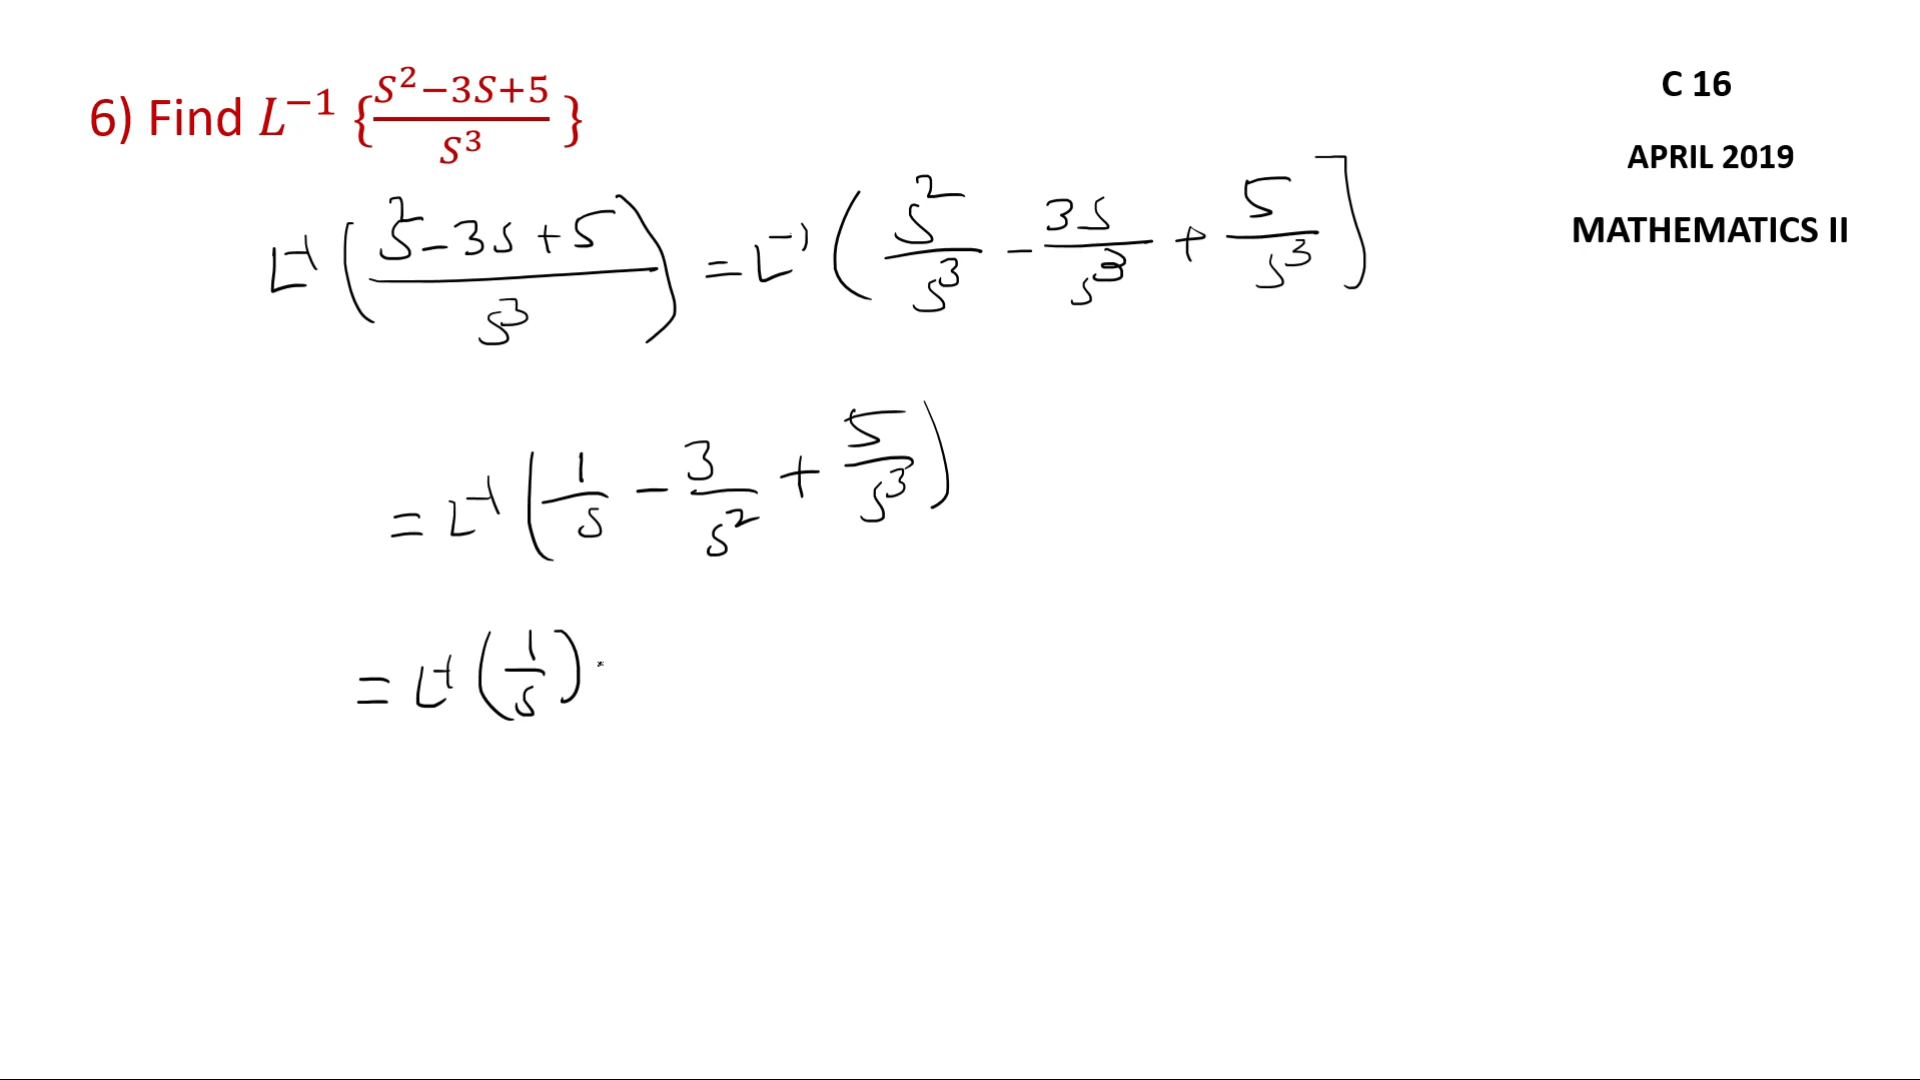 6) Find L⁻¹ {(S²−3S+5)/S³}
C 16
APRIL 2019
MATHEMATICS II
L⁻¹ ((s²−3s+5)/s³) = L⁻¹ (s²/s³ − 3s/s³ + 5/s³]
= L⁻¹ (1/s − 3/s² + 5/s³)
= L⁻¹ (1/s)